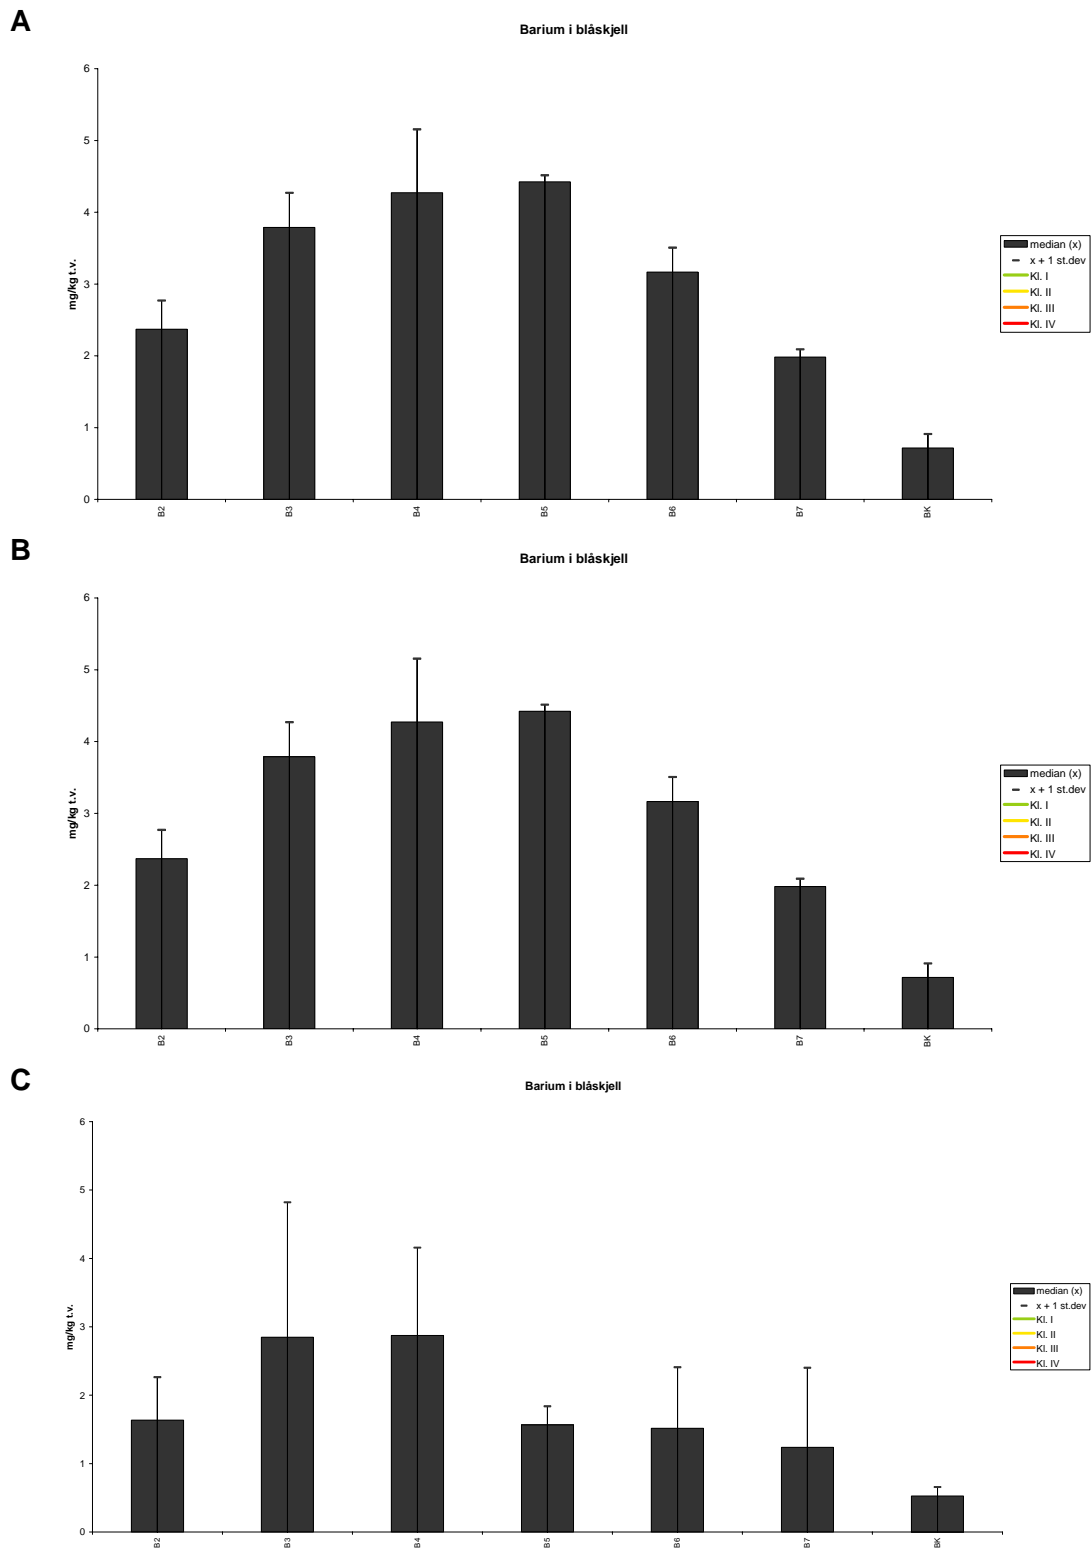 A
Barium i blåskjell
6
5
4
3
2
1
0
mg/kg t.v.
B2
B3
B4
B5
B6
B7
BK
median (x)
x + 1 st.dev
Kl. I
Kl. II
Kl. III
Kl. IV
B
Barium i blåskjell
6
5
4
3
2
1
0
mg/kg t.v.
B2
B3
B4
B5
B6
B7
BK
median (x)
x + 1 st.dev
Kl. I
Kl. II
Kl. III
Kl. IV
C
Barium i blåskjell
6
5
4
3
2
1
0
mg/kg t.v.
B2
B3
B4
B5
B6
B7
BK
median (x)
x + 1 st.dev
Kl. I
Kl. II
Kl. III
Kl. IV